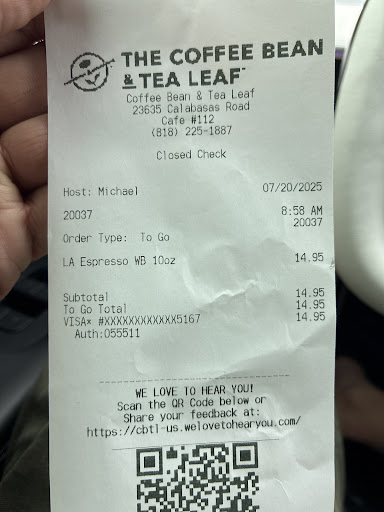 THE COFFEE BEAN
& TEA LEAF™
Coffee Bean & Tea Leaf
23635 Calabasas Road
Cafe #112
(818) 225-1887
Closed Check
Host: Michael 07/20/2025
20037 8:58 AM
20037
Order Type: To Go
LA Espresso WB 10oz 14.95
Subtotal 14.95
To Go Total 14.95
VISA* #XXXXXXXXXXXX5167 14.95
Auth:055511
WE LOVE TO HEAR YOU!
Scan the QR Code below or
Share your feedback at:
https://cbtl-us.welovetohearyou.com/